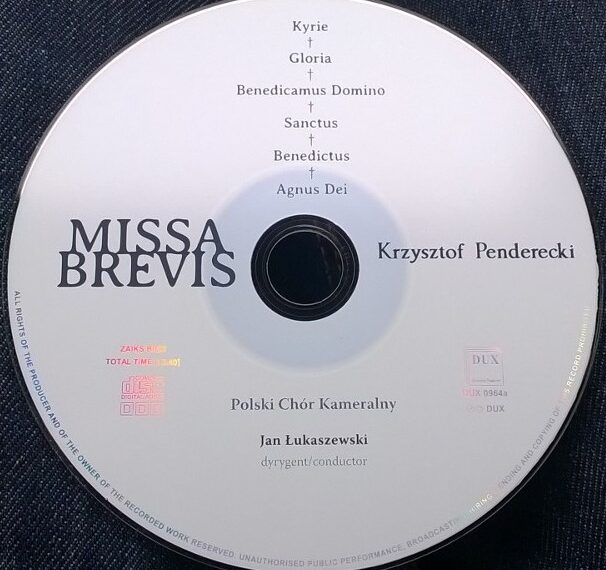 Kyrie
†
Gloria
†
Benedicamus Domino
†
Sanctus
†
Benedictus
†
Agnus Dei
MISSA
BREVIS
Krzysztof Penderecki
ZAIKS
TOTAL TIME:
DDD
DUX
DUX 0964a
DUX
Polski Chór Kameralny
Jan Łukaszewski
dyrygent/conductor
ALL RIGHTS OF THE PRODUCER AND OF THE OWNER OF THE RECORDED WORK RESERVED. UNAUTHORISED PUBLIC PERFORMANCE, BROADCASTING, HIRING, LENDING AND COPYING OF THIS RECORD PROHIBITED